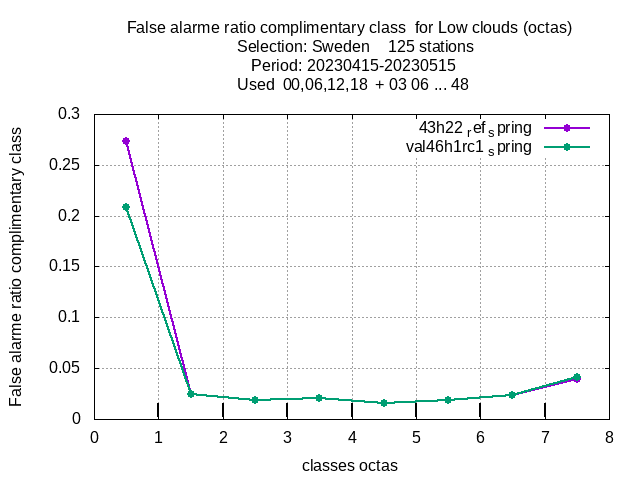 False alarme ratio complimentary class  for Low clouds (octas)
Selection: Sweden    125 stations
Period: 20230415-20230515
Used  00,06,12,18  + 03 06 ... 48
False alarme ratio complimentary class
0.3
0.25
0.2
0.15
0.1
0.05
0
43h22 ref spring
val46h1rc1 spring
0 1 2 3 4 5 6 7 8
classes octas